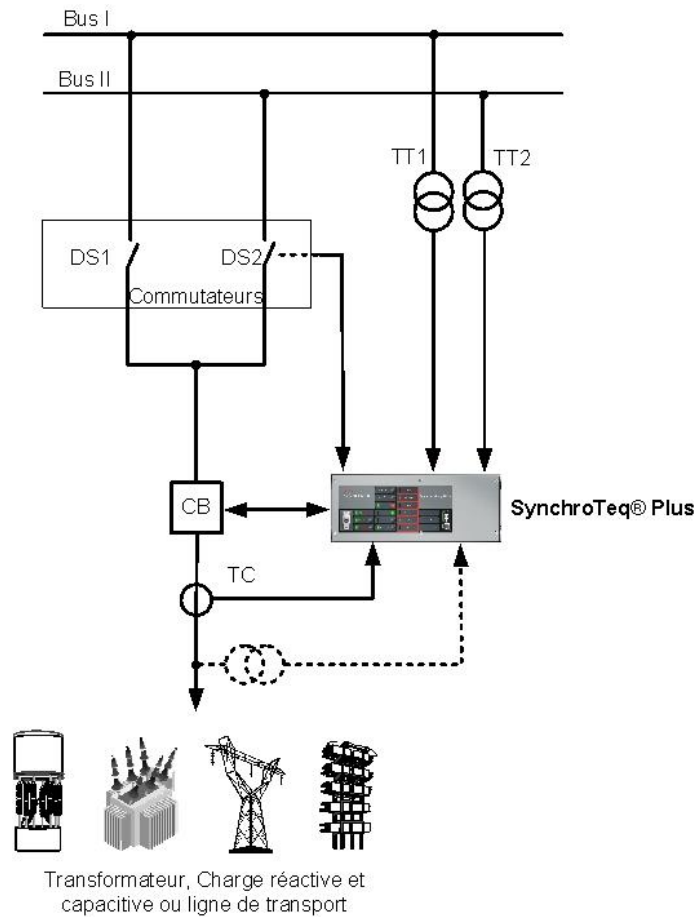 Bus I
Bus II
TT1
TT2
DS1
DS2
Commutateurs
CB
SynchroTeq® Plus
TC
Transformateur, Charge réactive et
capacitive ou ligne de transport